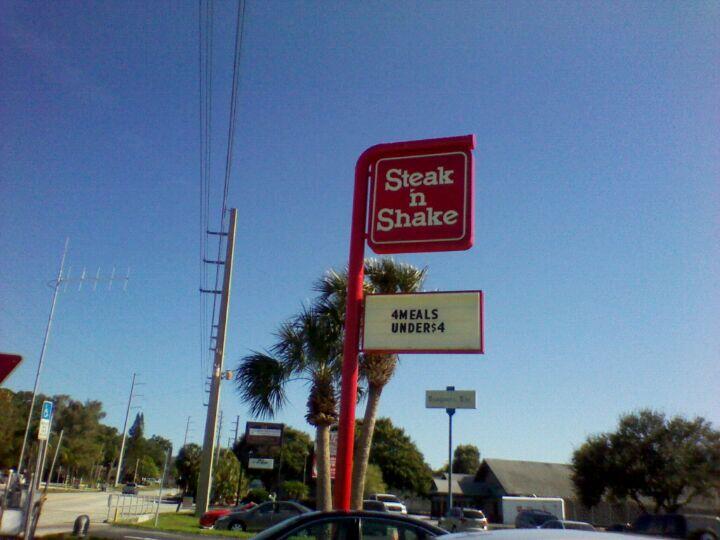 Steak
'n
Shake
4MEALS
UNDER$4